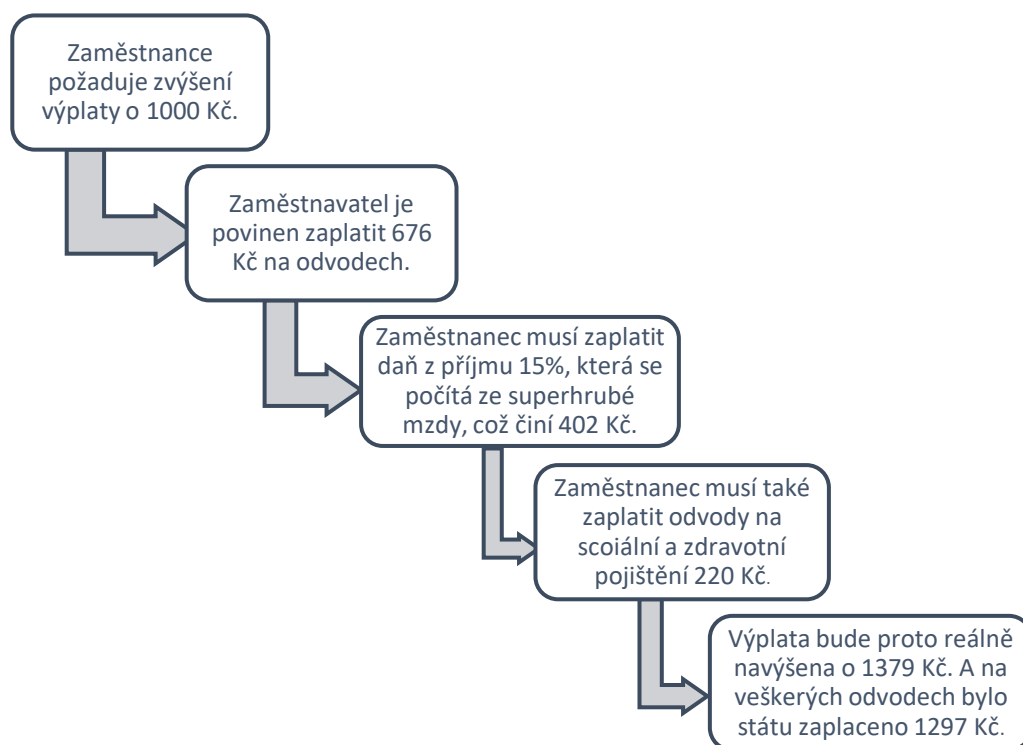 Zaměstnance
požaduje zvýšení
výplaty o 1000 Kč.
Zaměstnavatel je
povinen zaplatit 676
Kč na odvodech.
Zaměstnanec musí zaplatit
daň z příjmu 15%, která se
počítá ze superhrubé
mzdy, což činí 402 Kč.
Zaměstnanec musí také
zaplatit odvody na
scoiální a zdravotní
pojištění 220 Kč.
Výplata bude proto reálně
navýšena o 1379 Kč. A na
veškerých odvodech bylo
státu zaplaceno 1297 Kč.